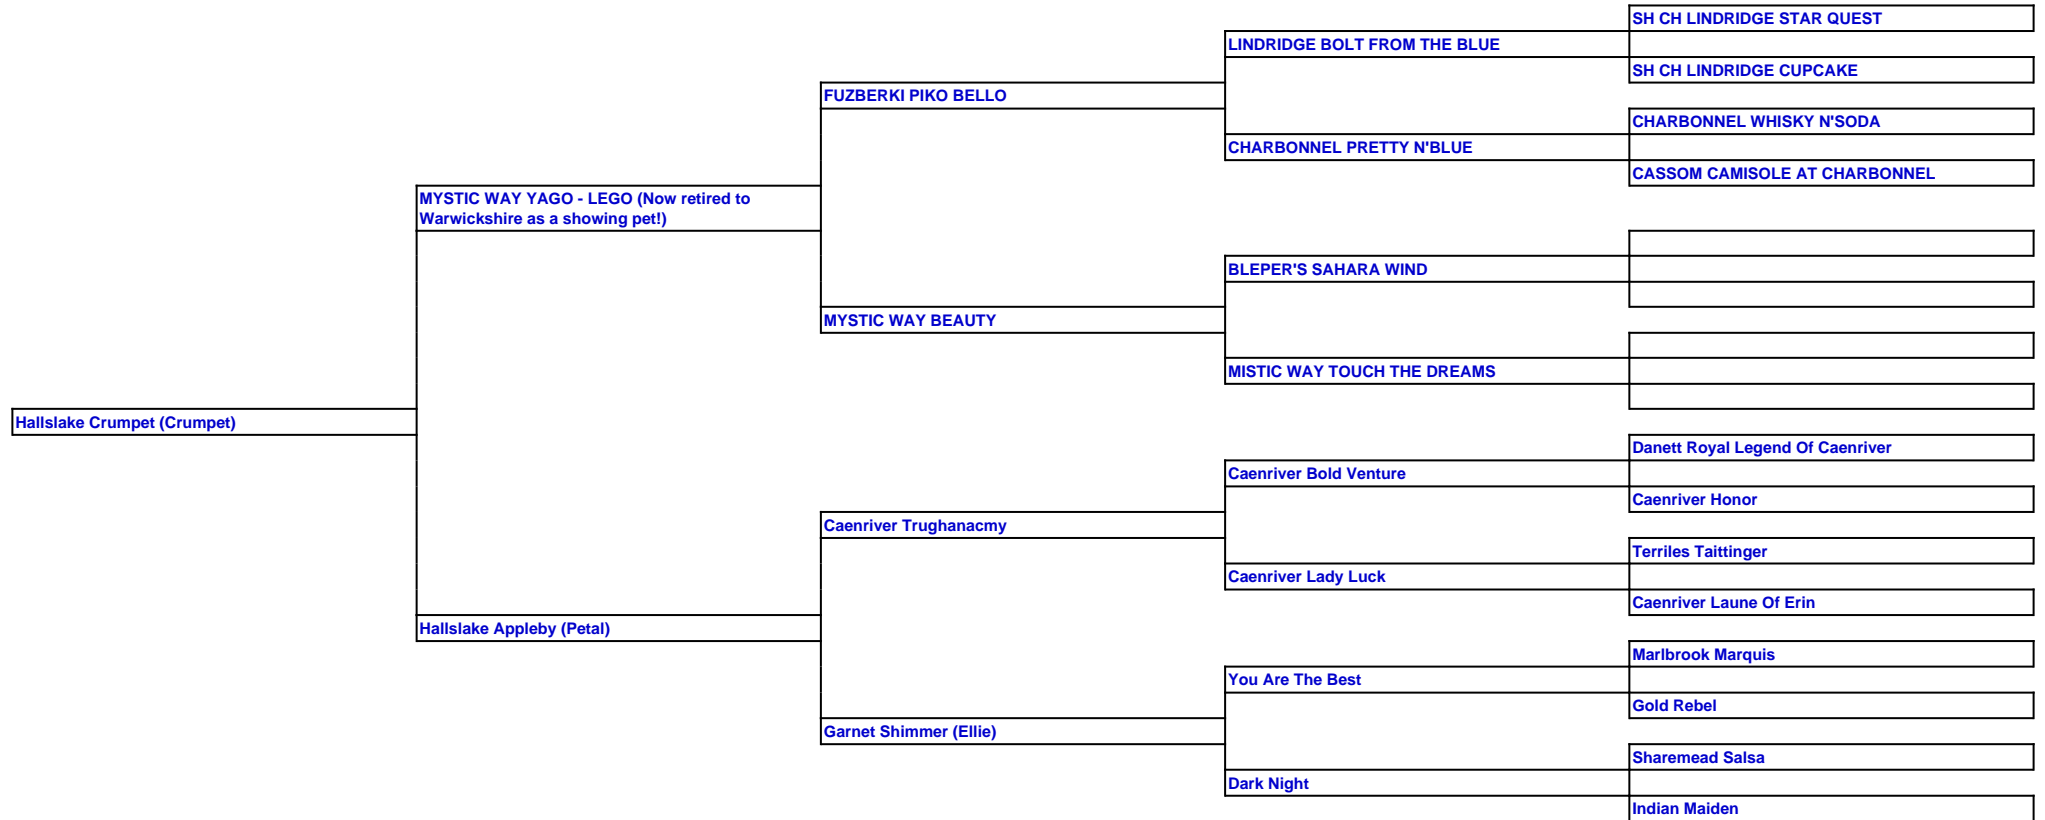 SH CH LINDRIDGE STAR QUEST
LINDRIDGE BOLT FROM THE BLUE
SH CH LINDRIDGE CUPCAKE
FUZBERKI PIKO BELLO
CHARBONNEL WHISKY N'SODA
CHARBONNEL PRETTY N'BLUE
CASSOM CAMISOLE AT CHARBONNEL
MYSTIC WAY YAGO - LEGO (Now retired to
Warwickshire as a showing pet!)
BLEPER'S SAHARA WIND
MYSTIC WAY BEAUTY
MISTIC WAY TOUCH THE DREAMS
Hallslake Crumpet (Crumpet)
Danett Royal Legend Of Caenriver
Caenriver Bold Venture
Caenriver Honor
Caenriver Trughanacmy
Terriles Taittinger
Caenriver Lady Luck
Caenriver Laune Of Erin
Hallslake Appleby (Petal)
Marlbrook Marquis
You Are The Best
Gold Rebel
Garnet Shimmer (Ellie)
Sharemead Salsa
Dark Night
Indian Maiden